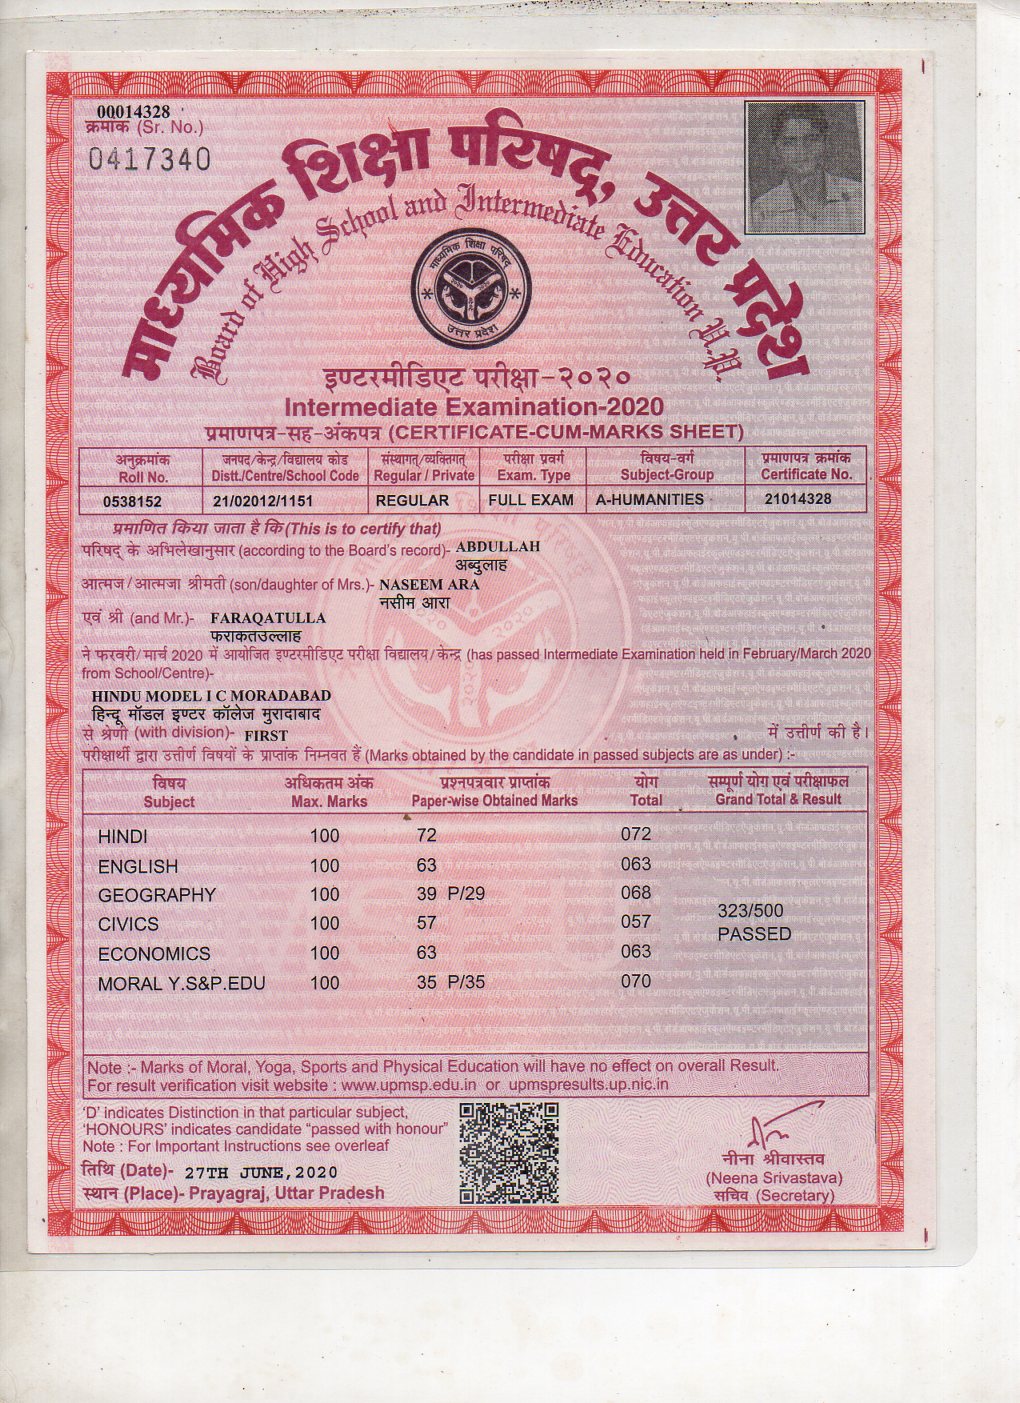 00014328
क्रमांक (Sr. No.)
0417340
माध्यमिक शिक्षा परिषद्, उत्तर प्रदेश
Board of High School and Intermediate Education U.P.
माध्यमिक शिक्षा परिषद्
उत्तर प्रदेश
इण्टरमीडिएट परीक्षा-२०२०
Intermediate Examination-2020
प्रमाणपत्र-सह-अंकपत्र (CERTIFICATE-CUM-MARKS SHEET)
अनुक्रमांक जनपद/केन्द्र/विद्यालय कोड संस्थागत्/व्यक्तिगत् परीक्षा प्रवर्ग विषय-वर्ग प्रमाणपत्र क्रमांक
Roll No. Distt./Centre/School Code Regular / Private Exam. Type Subject-Group Certificate No.
0538152 21/02012/1151 REGULAR FULL EXAM A-HUMANITIES 21014328
प्रमाणित किया जाता है कि (This is to certify that)
परिषद् के अभिलेखानुसार (according to the Board's record)- ABDULLAH
अब्दुलाह
आत्मज/आत्मजा श्रीमती (son/daughter of Mrs.)- NASEEM ARA
नसीम आरा
एवं श्री (and Mr.)- FARAQATULLA
फराकतउल्लाह
ने फरवरी/मार्च 2020 में आयोजित इण्टरमीडिएट परीक्षा विद्यालय/केन्द्र (has passed Intermediate Examination held in February/March 2020
from School/Centre)-
HINDU MODEL I C MORADABAD
हिन्दू मॉडल इण्टर कॉलेज मुरादाबाद
से श्रेणी (with division)- FIRST में उत्तीर्ण की है।
परीक्षार्थी द्वारा उत्तीर्ण विषयों के प्राप्तांक निम्नवत हैं (Marks obtained by the candidate in passed subjects are as under) :-
विषय अधिकतम अंक प्रश्नपत्रवार प्राप्तांक योग सम्पूर्ण योग एवं परीक्षाफल
Subject Max. Marks Paper-wise Obtained Marks Total Grand Total & Result
HINDI 100 72 072
ENGLISH 100 63 063
GEOGRAPHY 100 39 P/29 068
323/500
CIVICS 100 57 057
PASSED
ECONOMICS 100 63 063
MORAL Y.S&P.EDU 100 35 P/35 070
Note :- Marks of Moral, Yoga, Sports and Physical Education will have no effect on overall Result.
For result verification visit website : www.upmsp.edu.in or upmspresults.up.nic.in
'D' indicates Distinction in that particular subject,
'HONOURS' indicates candidate "passed with honour"
Note : For Important Instructions see overleaf
तिथि (Date)- 27TH JUNE,2020
स्थान (Place)- Prayagraj, Uttar Pradesh
नीना श्रीवास्तव
(Neena Srivastava)
सचिव (Secretary)